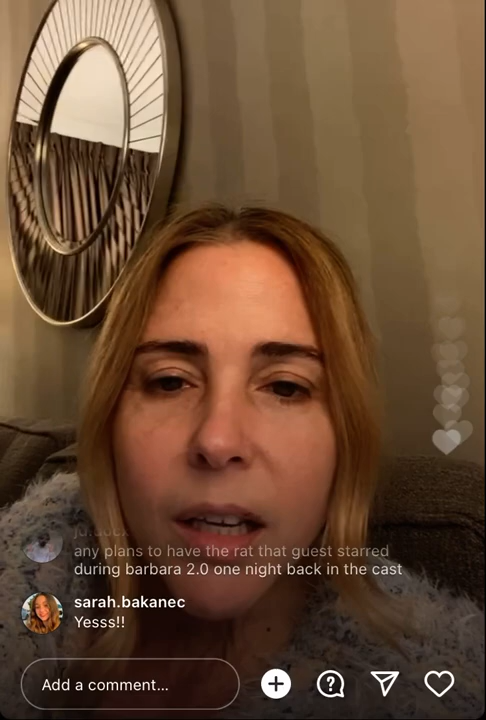 any plans to have the rat that guest starred
during barbara 2.0 one night back in the cast
sarah.bakanec
Yesss!!
Add a comment...